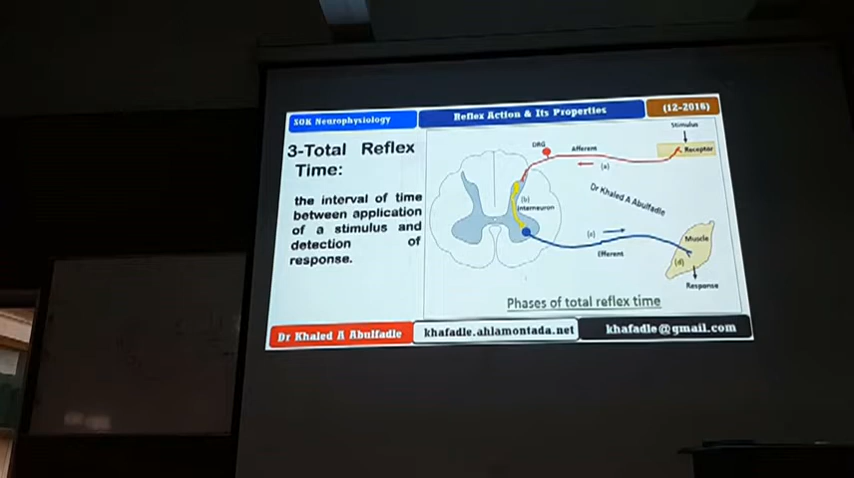 SOK Neurophysiology
Reflex Action & Its Properties
(12-2018)
3-Total Reflex
Time:
the interval of time
between application
of a stimulus and
detection of
response.
Stimulus
DRG
Afferent
Receptor
(a)
(b)
Interneuron
Dr Khaled A Abulfadle
(c)
Efferent
Muscle
(d)
Response
Phases of total reflex time
Dr Khaled A Abulfadle
khafadle.ahlamontada.net
khafadle@gmail.com